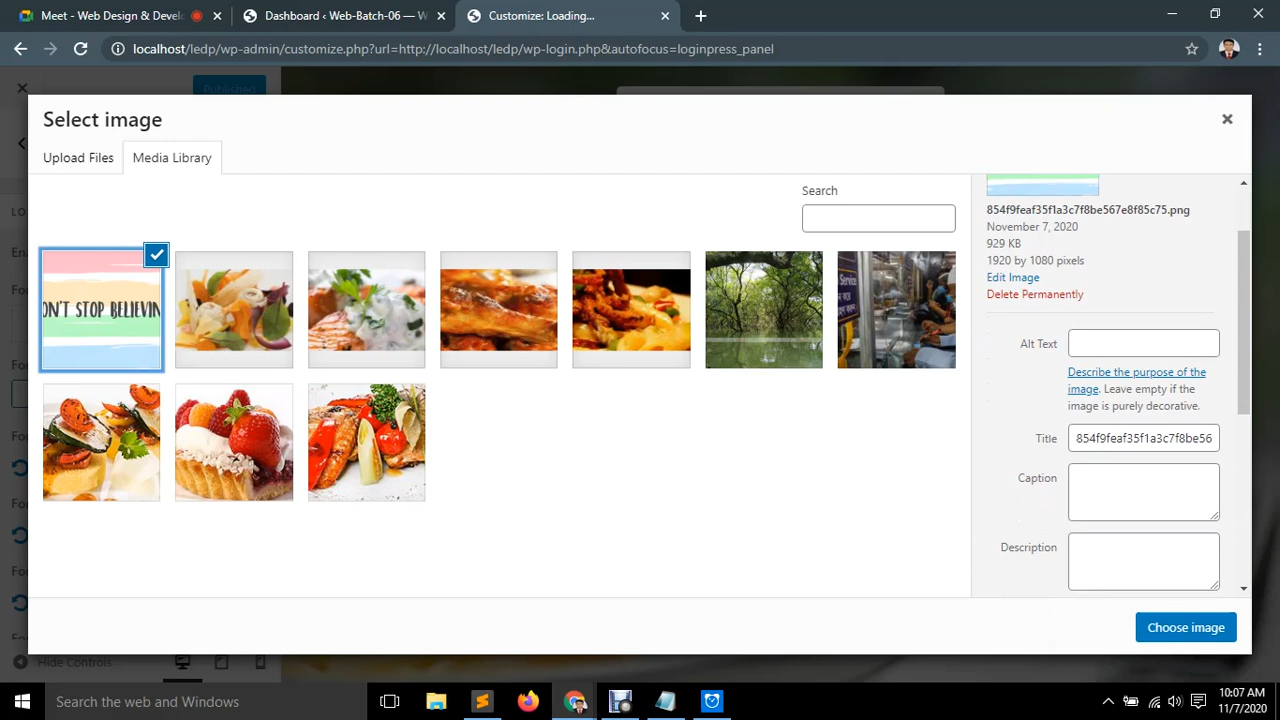 Meet - Web Design & Develo
Dashboard ‹ Web-Batch-06 —
Customize: Loading...
localhost/ledp/wp-admin/customize.php?url=http://localhost/ledp/wp-login.php&autofocus=loginpress_panel
Published
Select image
Upload Files
Media Library
Search
ON'T STOP BELIEVIN
854f9feaf35f1a3c7f8be567e8f85c75.png
November 7, 2020
929 KB
1920 by 1080 pixels
Edit Image
Delete Permanently
Alt Text
Describe the purpose of the
image. Leave empty if the
image is purely decorative.
Title
854f9feaf35f1a3c7f8be56
Caption
Description
Choose image
Hide Controls
Search the web and Windows
10:07 AM
11/7/2020